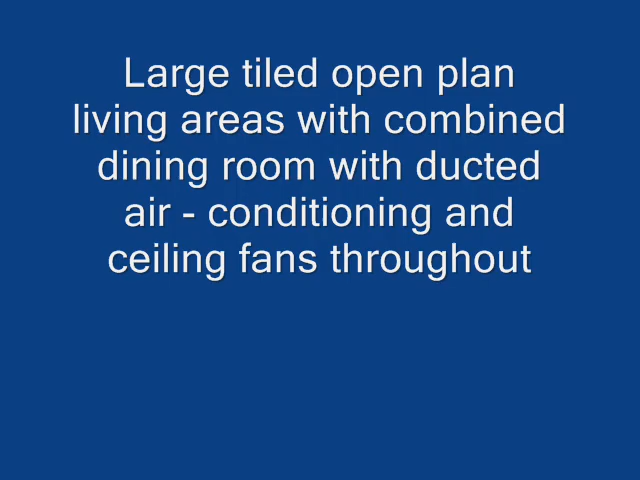 Large tiled open plan
living areas with combined
dining room with ducted
air - conditioning and
ceiling fans throughout